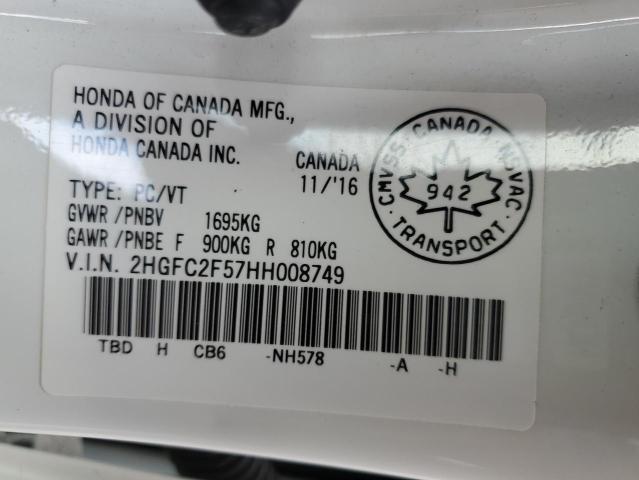 HONDA OF CANADA MFG.,
A DIVISION OF
HONDA CANADA INC.
CANADA
11/'16
TYPE: PC/VT
GVWR /PNBV 1695KG
GAWR /PNBE F 900KG R 810KG
V.I.N. 2HGFC2F57HH008749
TBD H CB6 -NH578 -A -H
CANADA
CMVSS NSVAC
942
TRANSPORT